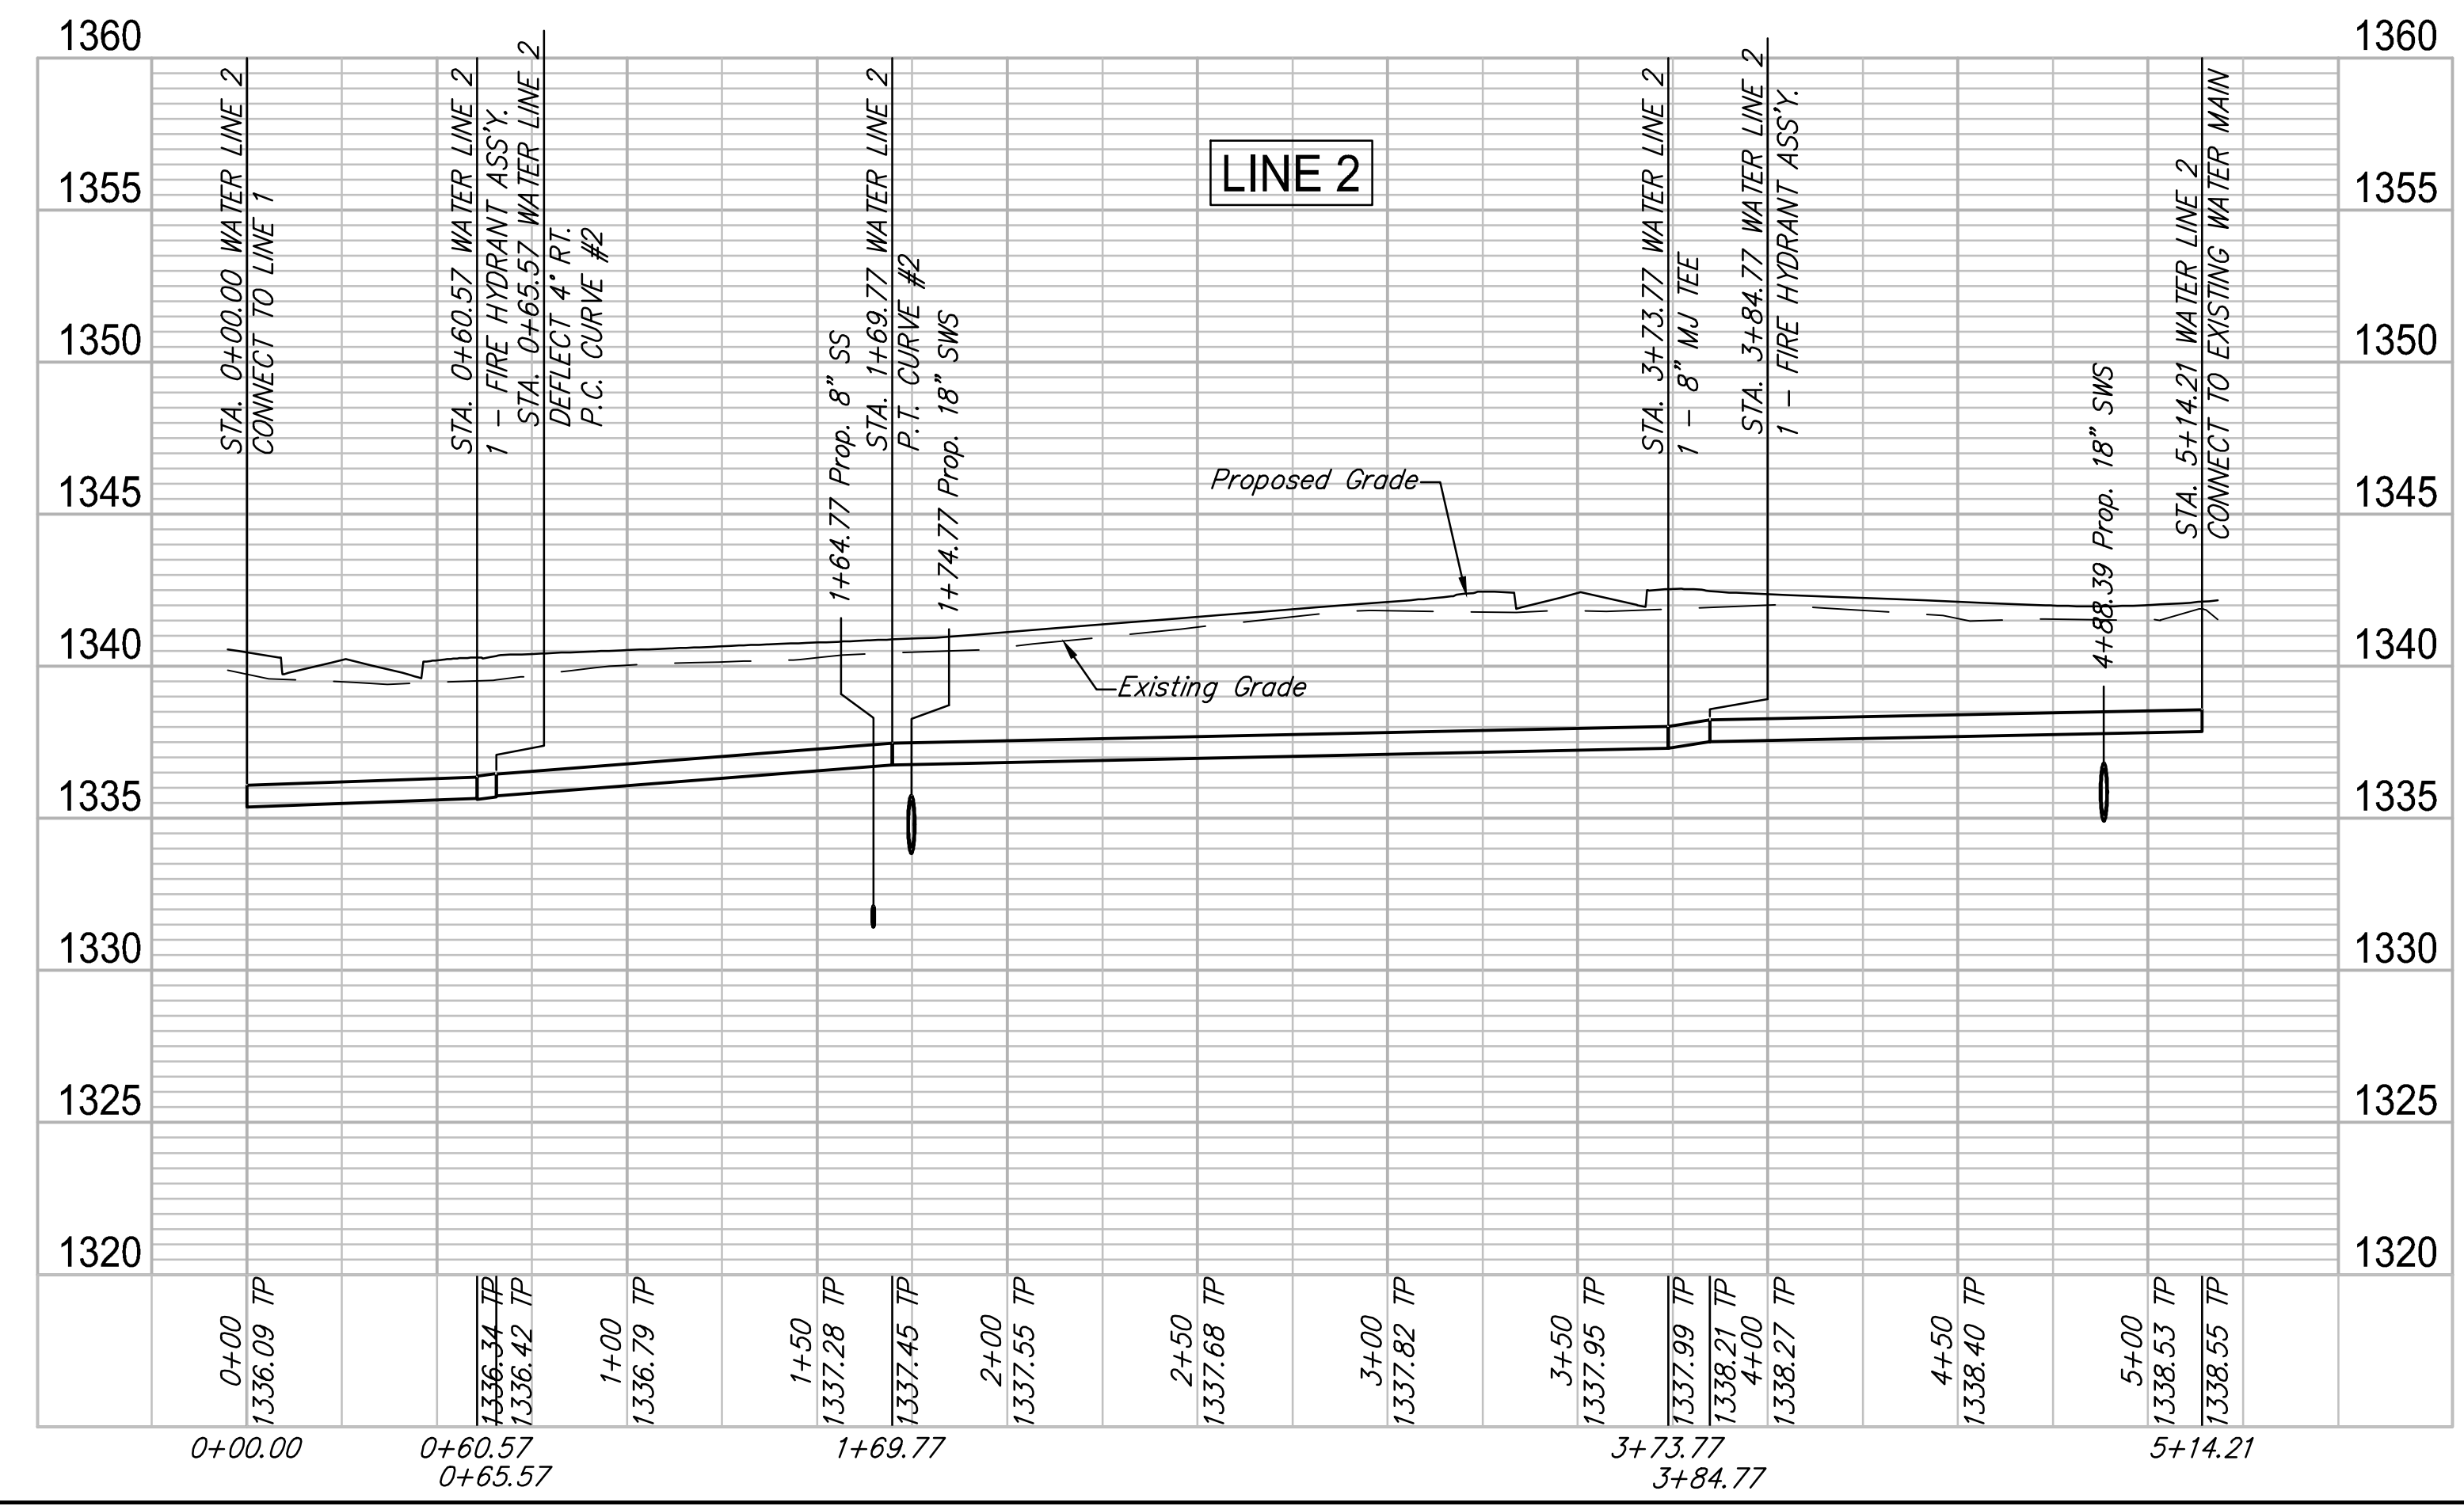 1360
1360
1355
1355
1350
1350
1345
1345
1340
1340
1335
1335
1330
1330
1325
1325
1320
1320
LINE 2
STA. 0+00.00 WATER LINE 2
CONNECT TO LINE 1
STA. 0+60.57 WATER LINE 2
1 - FIRE HYDRANT ASS'Y.
STA. 0+65.57 WATER LINE 2
DEFLECT 4° RT.
P.C. CURVE #2
1+64.77 Prop. 8" SS
STA. 1+69.77 WATER LINE 2
P.T. CURVE #2
1+74.77 Prop. 18" SWS
Proposed Grade
Existing Grade
STA. 3+73.77 WATER LINE 2
1 - 8" MJ TEE
STA. 3+84.77 WATER LINE 2
1 - FIRE HYDRANT ASS'Y.
4+88.39 Prop. 18" SWS
STA. 5+14.21 WATER LINE 2
CONNECT TO EXISTING WATER MAIN
0+00
1336.09 TP
1336.34 TP
1336.42 TP
1+00
1336.79 TP
1+50
1337.28 TP
1337.45 TP
2+00
1337.55 TP
2+50
1337.68 TP
3+00
1337.82 TP
3+50
1337.95 TP
1337.99 TP
1338.21 TP
4+00
1338.27 TP
4+50
1338.40 TP
5+00
1338.53 TP
1338.55 TP
0+00.00
0+60.57
1+69.77
3+73.77
5+14.21
0+65.57
3+84.77